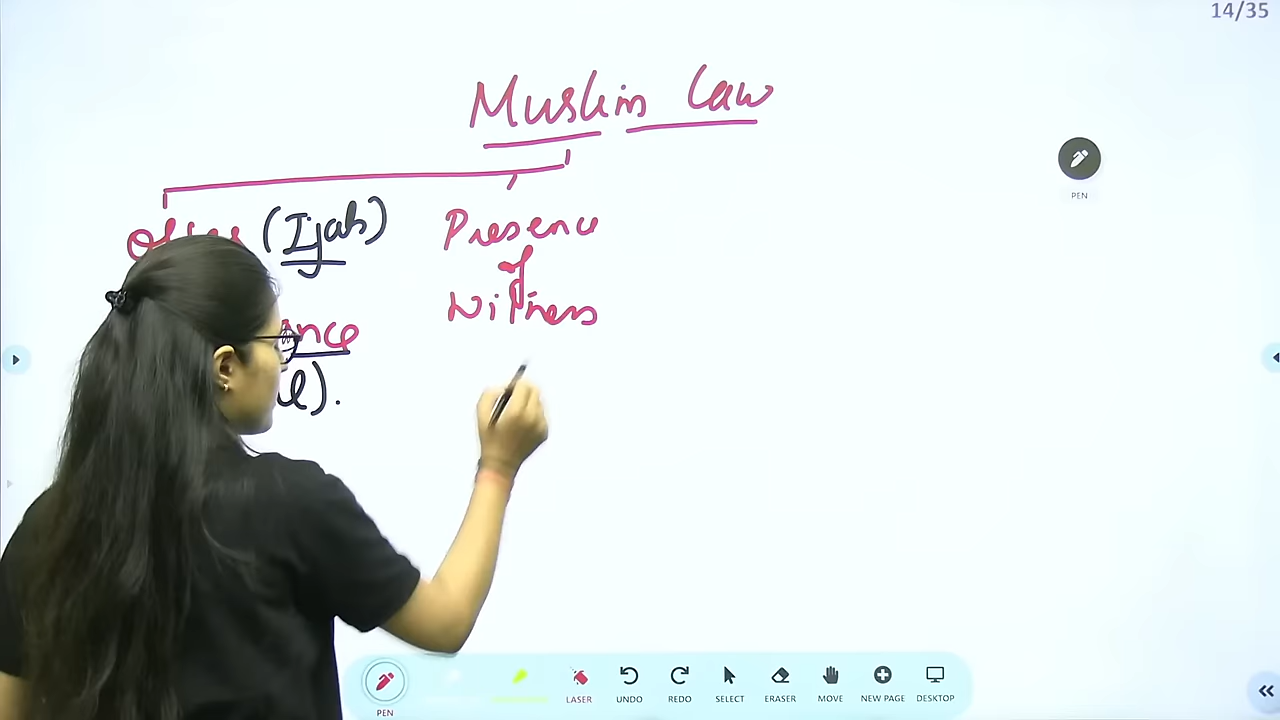 14/35
Muslim Law
(Ijab)
Presence
of
Witness
PEN
PEN
LASER
UNDO
REDO
SELECT
ERASER
MOVE
NEW PAGE
DESKTOP